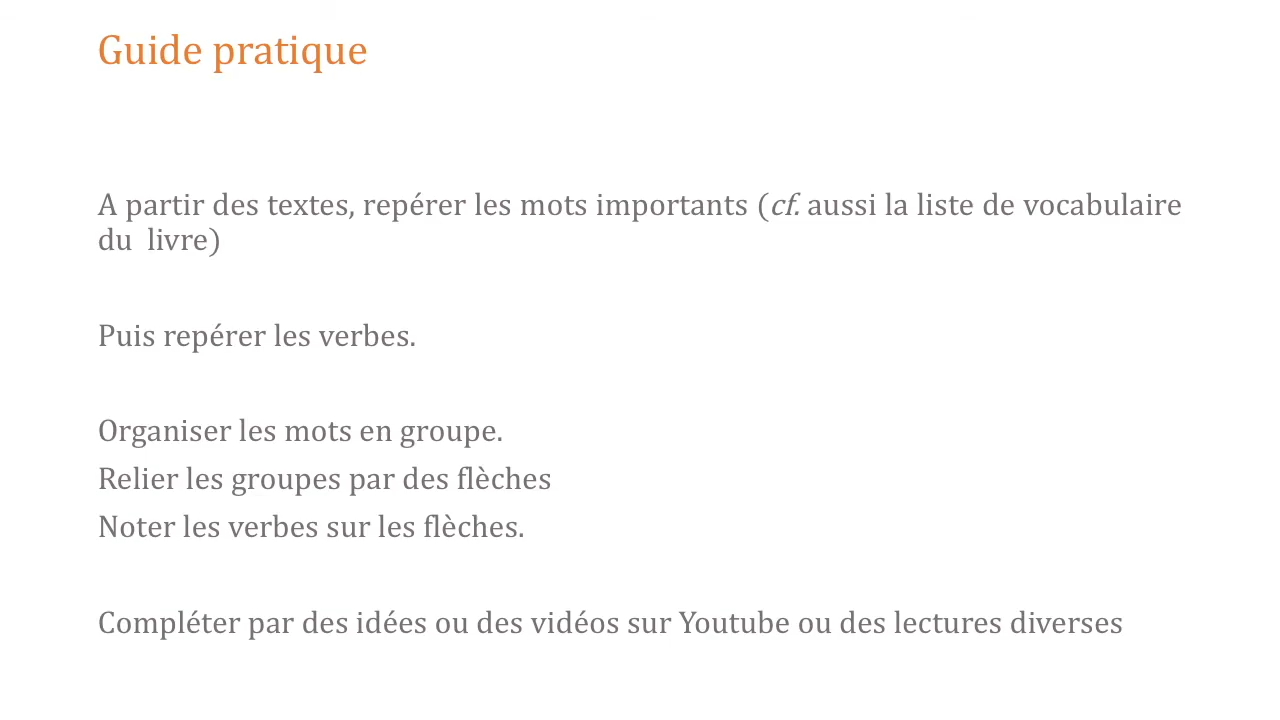 Guide pratique
A partir des textes, repérer les mots importants (cf. aussi la liste de vocabulaire
du  livre)
Puis repérer les verbes.
Organiser les mots en groupe.
Relier les groupes par des flèches
Noter les verbes sur les flèches.
Compléter par des idées ou des vidéos sur Youtube ou des lectures diverses